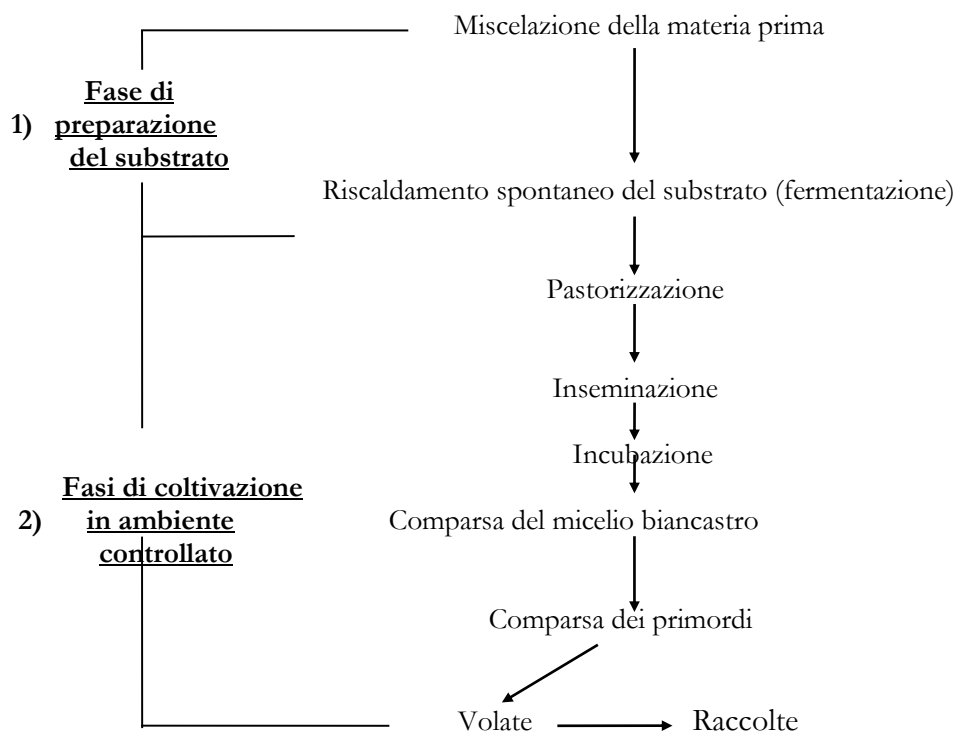 Miscelazione della materia prima
Fase di
1) preparazione
del substrato
Riscaldamento spontaneo del substrato (fermentazione)
Pastorizzazione
Inseminazione
Incubazione
Fasi di coltivazione
2) in ambiente
controllato
Comparsa del micelio biancastro
Comparsa dei primordi
Volate
Raccolte